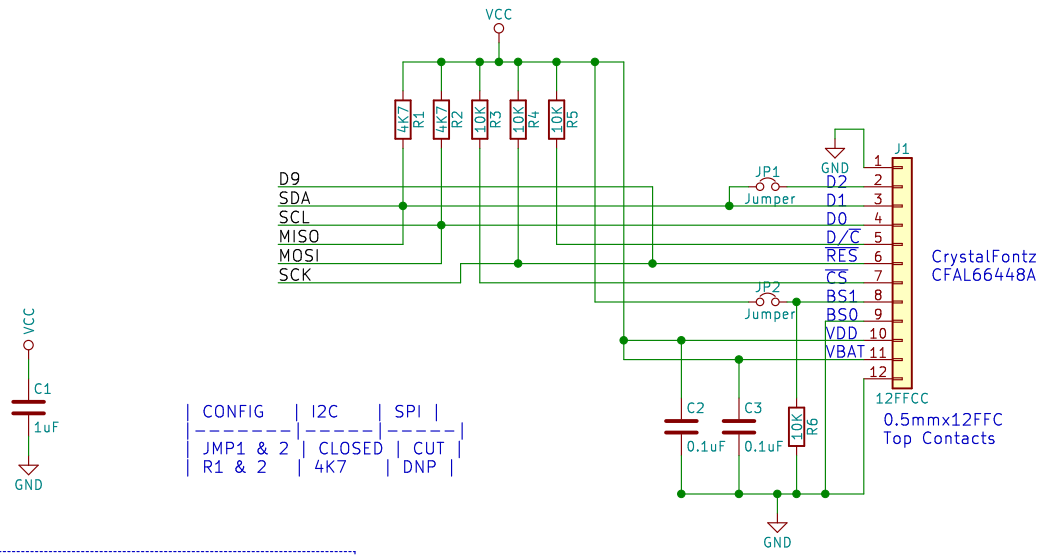 VCC
4K7 R1
4K7 R2
10K R3
10K R4
10K R5
J1
GND
1
JP1
Jumper
D9
D2
2
SDA
D1
3
SCL
D0
4
MISO
D/C
5
MOSI
RES
6
SCK
CS
7
CrystalFontz
CFAL66448A
JP2
Jumper
BS1
8
BS0
9
VDD
10
VBAT
11
12
12FFCC
0.5mmx12FFC
Top Contacts
VCC
C1
1uF
GND
| CONFIG | I2C | SPI |
|--------|------|------|
| JMP1 & 2 | CLOSED | CUT |
| R1 & 2 | 4K7 | DNP |
C2
0.1uF
C3
0.1uF
10K R6
GND